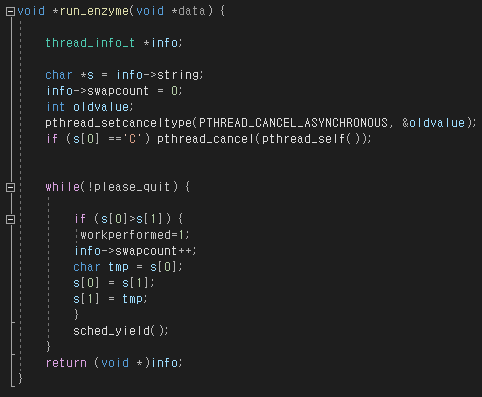 void *run_enzyme(void *data) {
thread_info_t *info;
char *s = info->string;
info->swapcount = 0;
int oldvalue;
pthread_setcanceltype(PTHREAD_CANCEL_ASYNCHRONOUS, &oldvalue);
if (s[0] =='C') pthread_cancel(pthread_self());
while(!please_quit) {
if (s[0]>s[1]) {
workperformed=1;
info->swapcount++;
char tmp = s[0];
s[0] = s[1];
s[1] = tmp;
}
sched_yield();
}
return (void *)info;
}